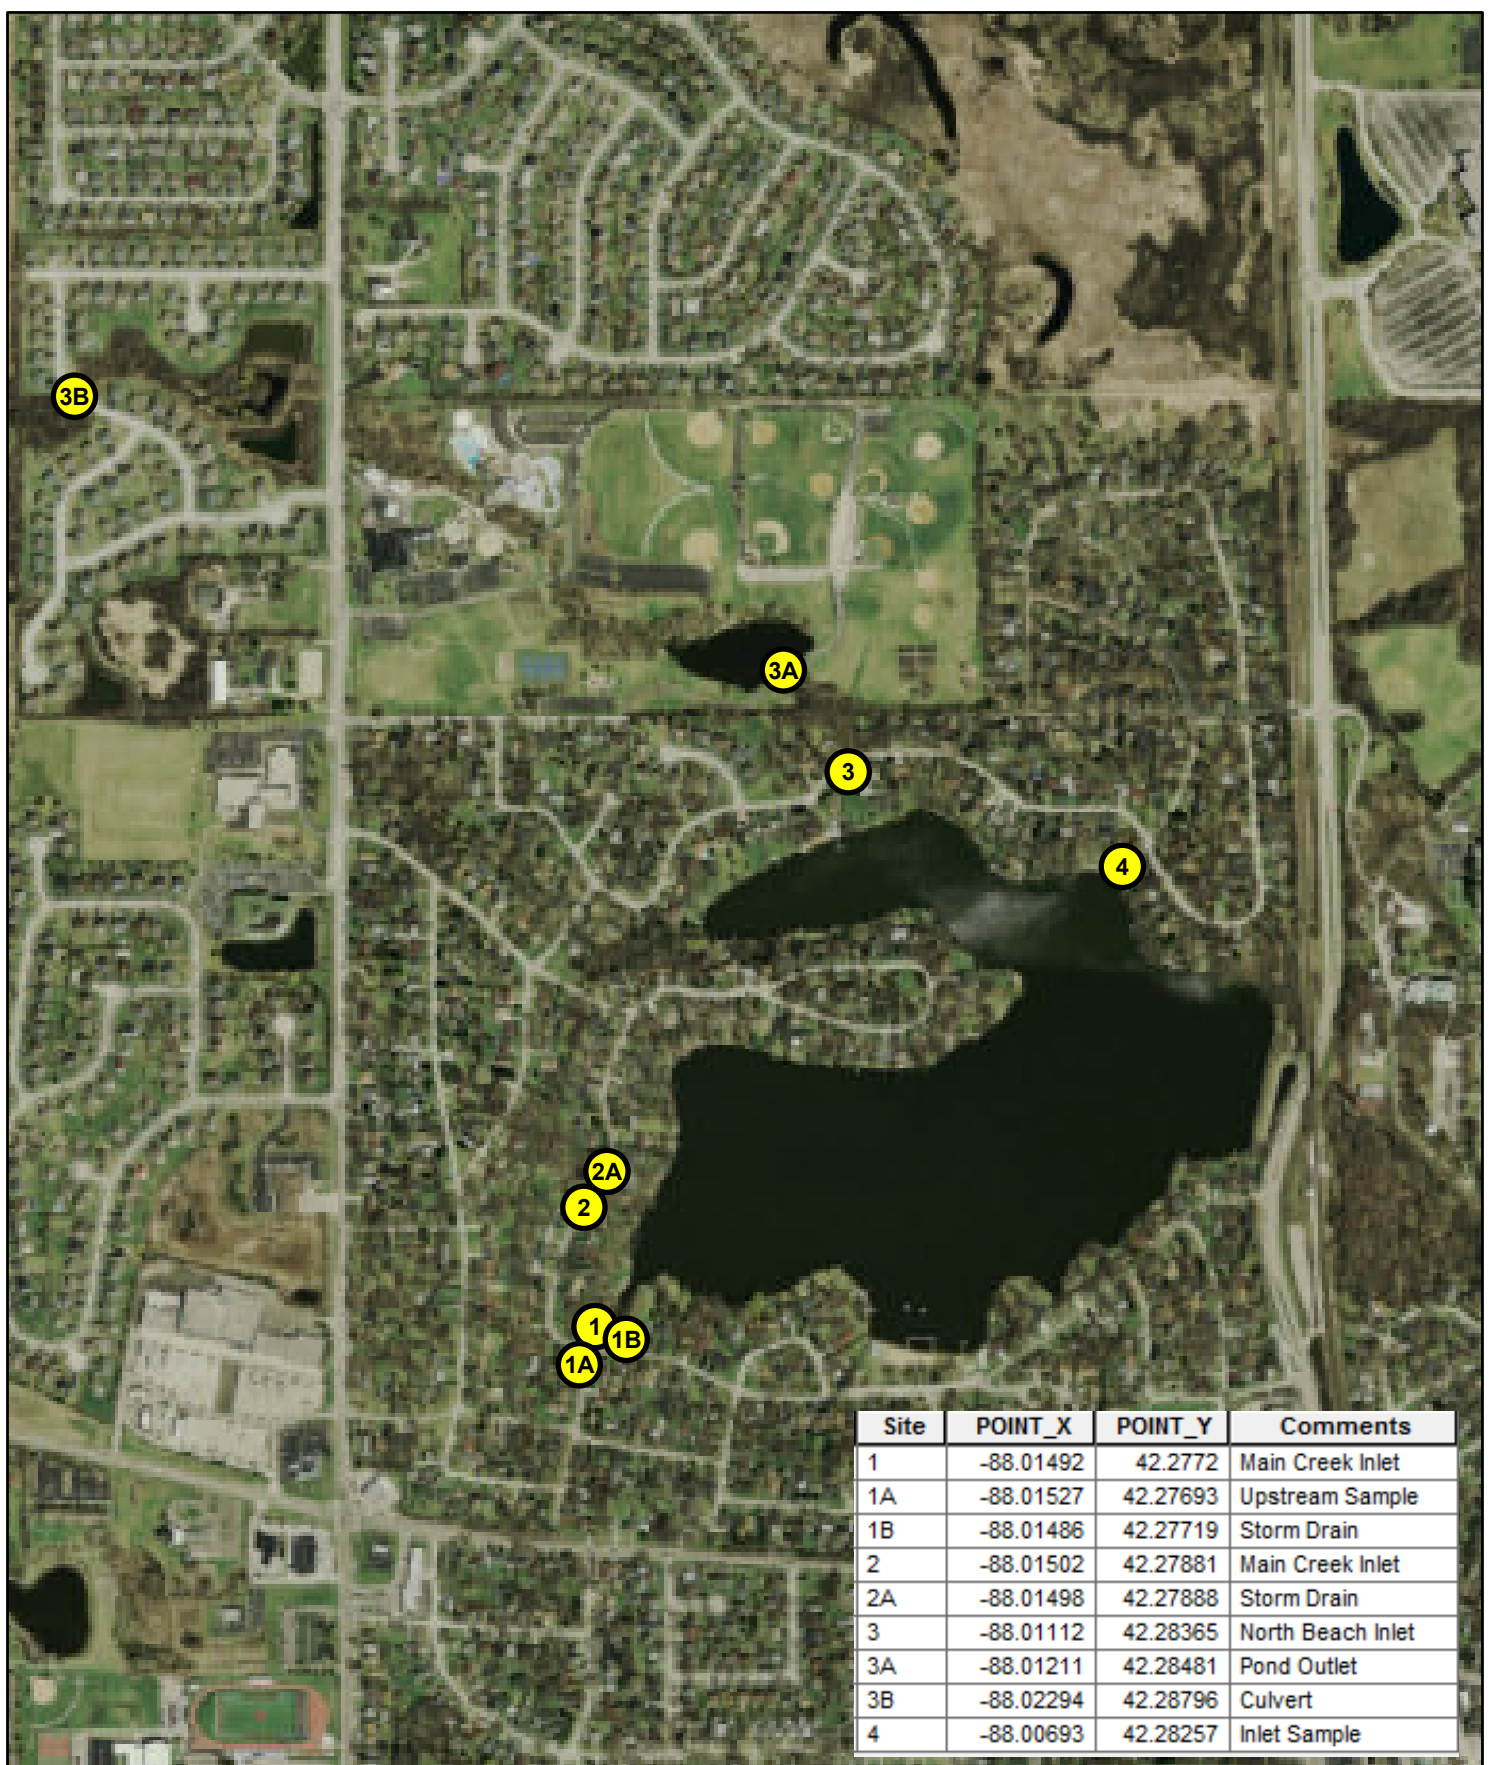 3B
3A
3
4
2A
2
1
1B
1A
Site POINT_X POINT_Y Comments
1 -88.01492 42.2772 Main Creek Inlet
1A -88.01527 42.27693 Upstream Sample
1B -88.01486 42.27719 Storm Drain
2 -88.01502 42.27881 Main Creek Inlet
2A -88.01498 42.27888 Storm Drain
3 -88.01112 42.28365 North Beach Inlet
3A -88.01211 42.28481 Pond Outlet
3B -88.02294 42.28796 Culvert
4 -88.00693 42.28257 Inlet Sample